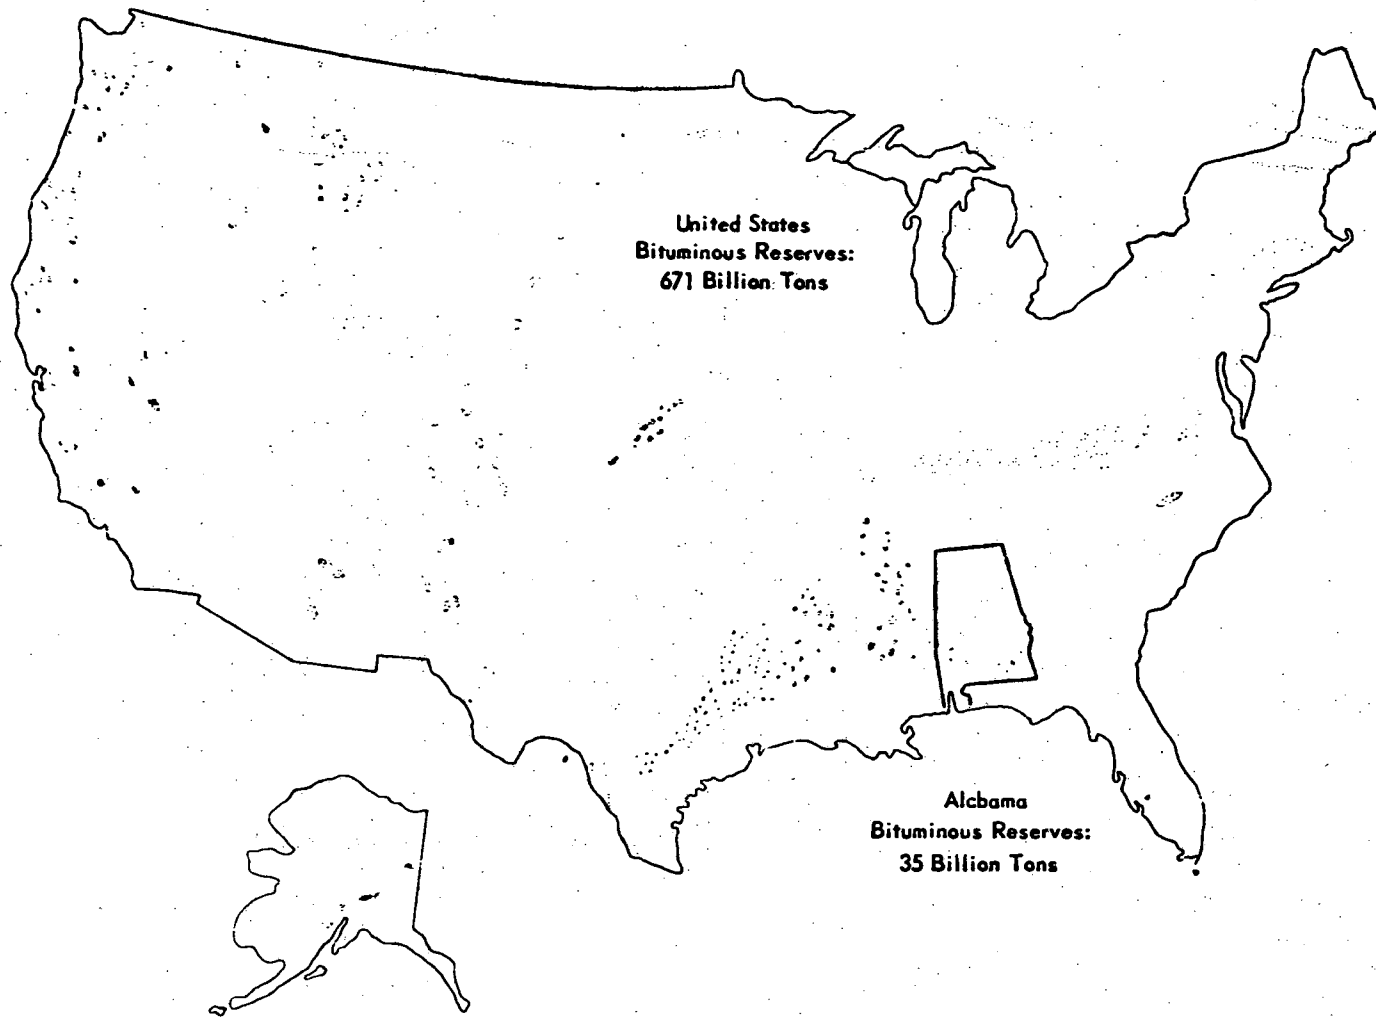 United States
Bituminous Reserves:
671 Billion Tons
Alcbama
Bituminous Reserves:
35 Billion Tons